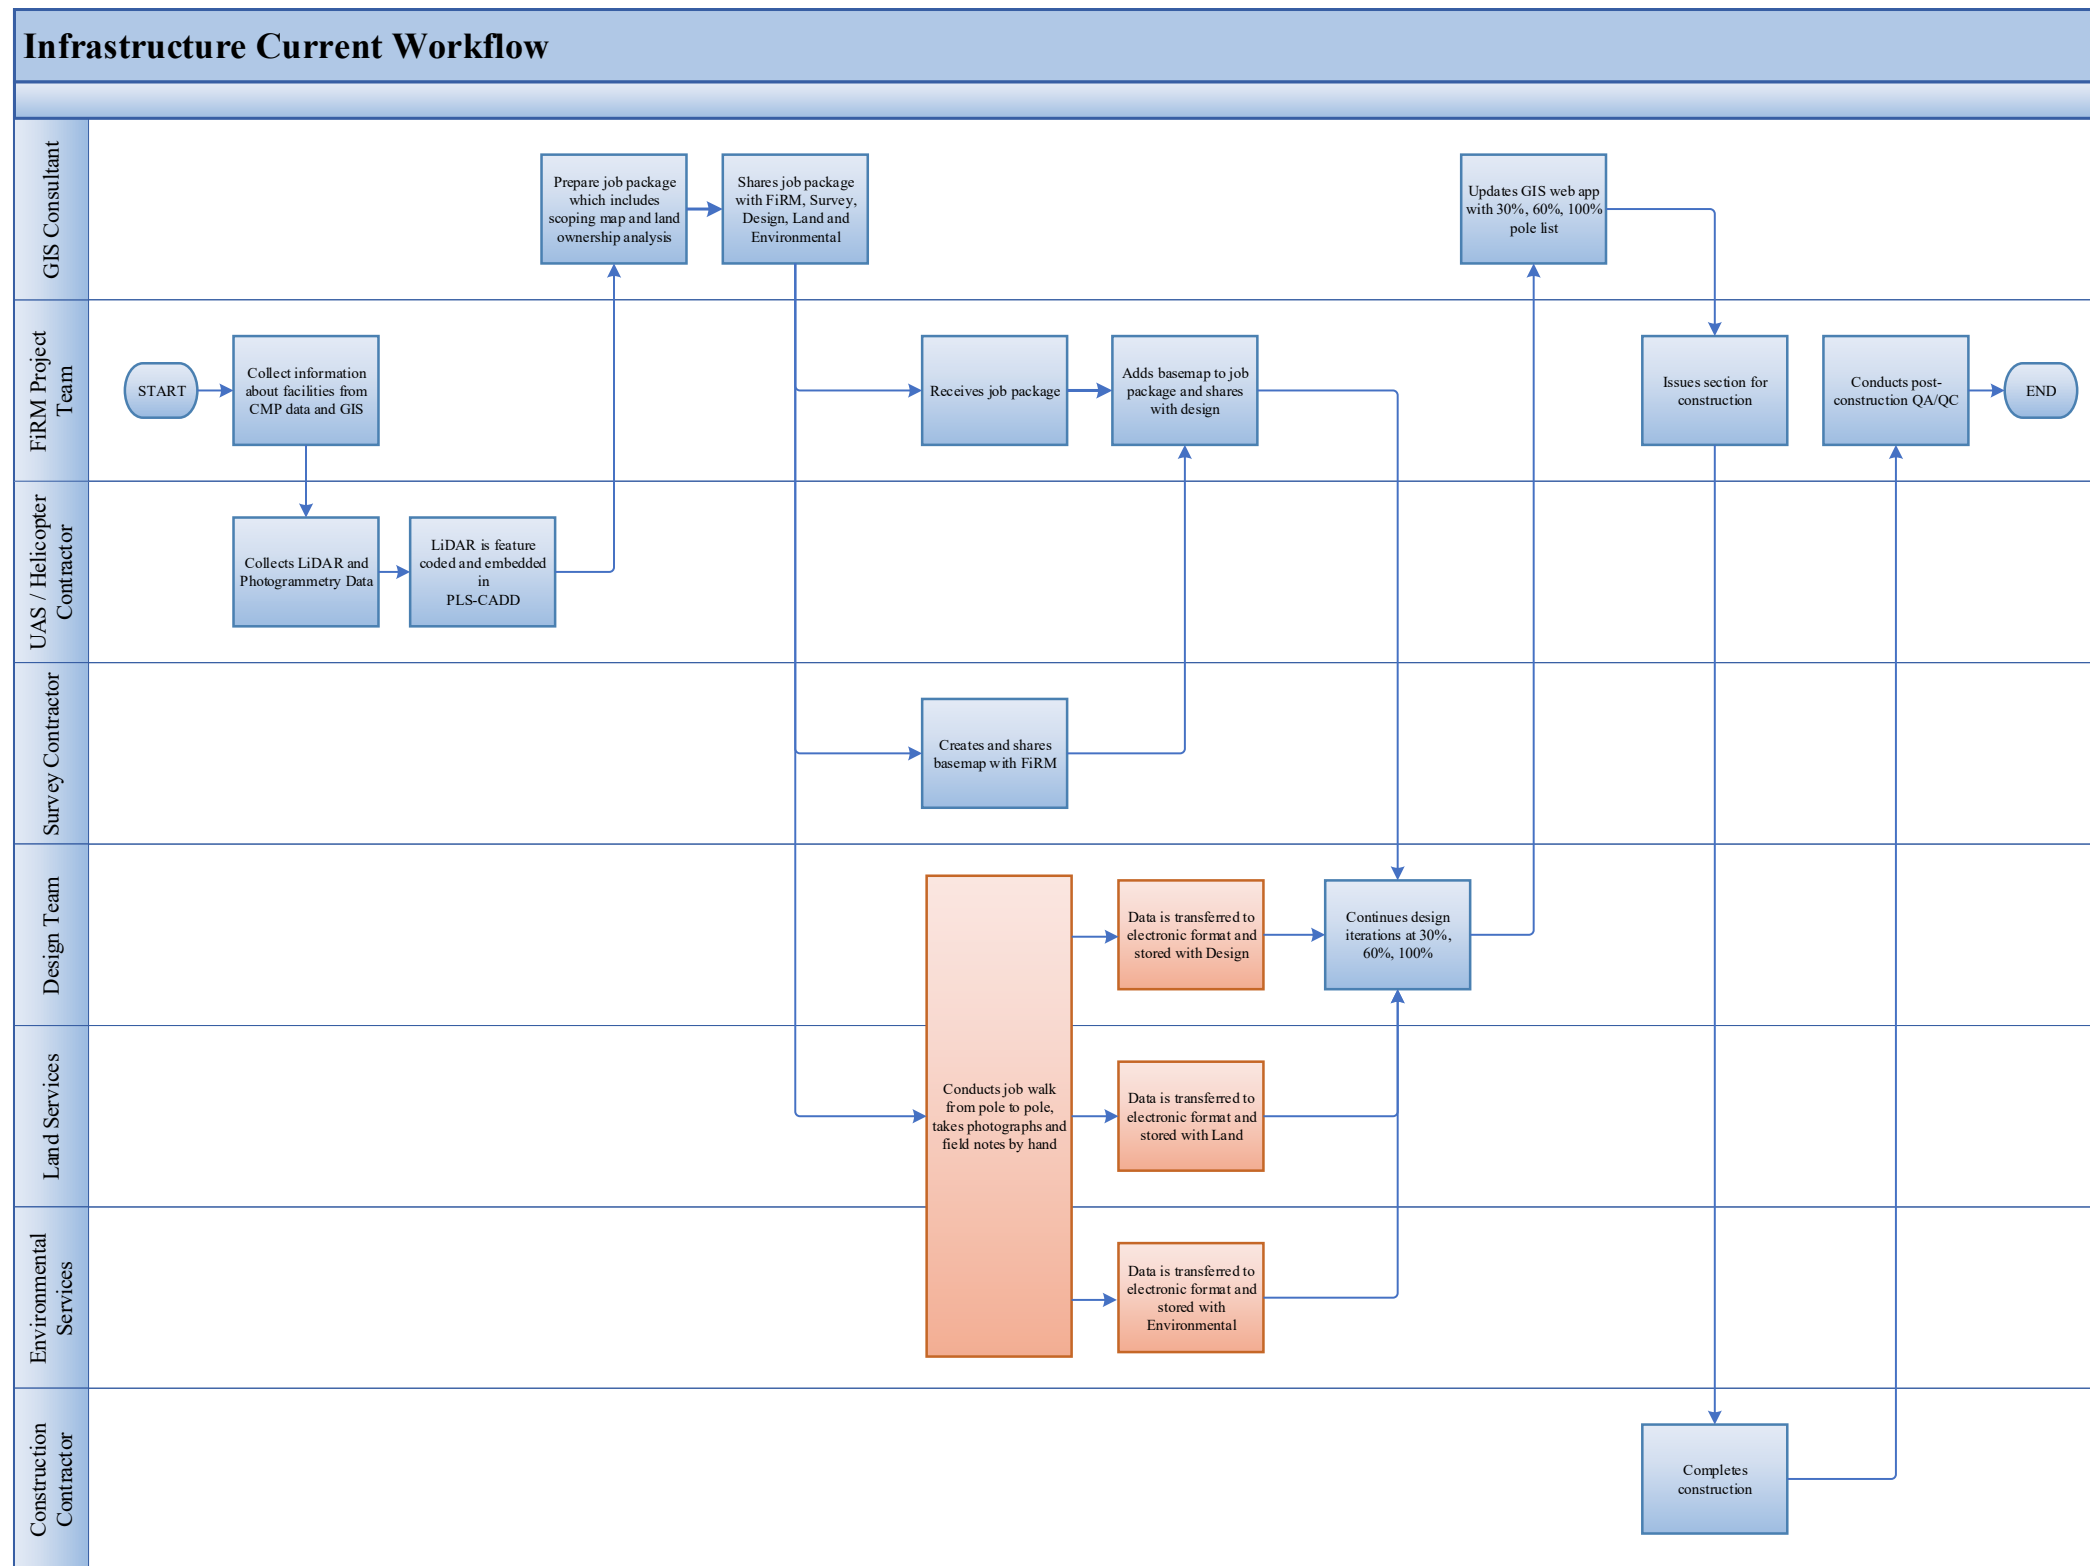 Infrastructure Current Workflow
GIS Consultant
Prepare job package
which includes
scoping map and land
ownership analysis
Shares job package
with FiRM, Survey,
Design, Land and
Environmental
Updates GIS web app
with 30%, 60%, 100%
pole list
FiRM Project
Team
START
Collect information
about facilities from
CMP data and GIS
Receives job package
Adds basemap to job
package and shares
with design
Issues section for
construction
Conducts post-
construction QA/QC
END
UAS / Helicopter
Contractor
Collects LiDAR and
Photogrammetry Data
LiDAR is feature
coded and embedded
in
PLS-CADD
Survey Contractor
Creates and shares
basemap with FiRM
Design Team
Data is transferred to
electronic format and
stored with Design
Continues design
iterations at 30%,
60%, 100%
Land Services
Conducts job walk
from pole to pole,
takes photographs and
field notes by hand
Data is transferred to
electronic format and
stored with Land
Environmental
Services
Data is transferred to
electronic format and
stored with
Environmental
Construction
Contractor
Completes
construction